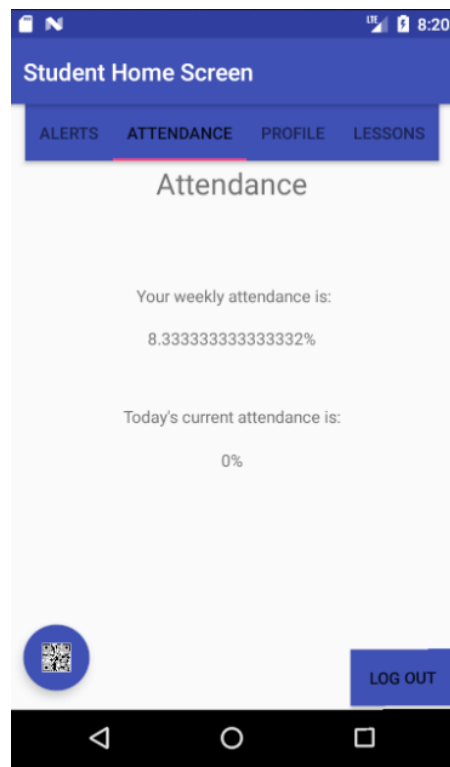 LTE 8:20
Student Home Screen
ALERTS ATTENDANCE PROFILE LESSONS
Attendance
Your weekly attendance is:
8.333333333333332%
Today's current attendance is:
0%
LOG OUT